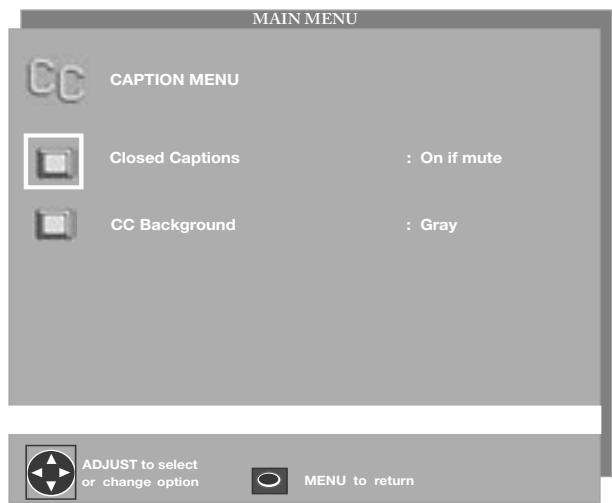 MAIN MENU
CC
CAPTION MENU
Closed Captions : On if mute
CC Background : Gray
ADJUST to select
or change option
MENU to return